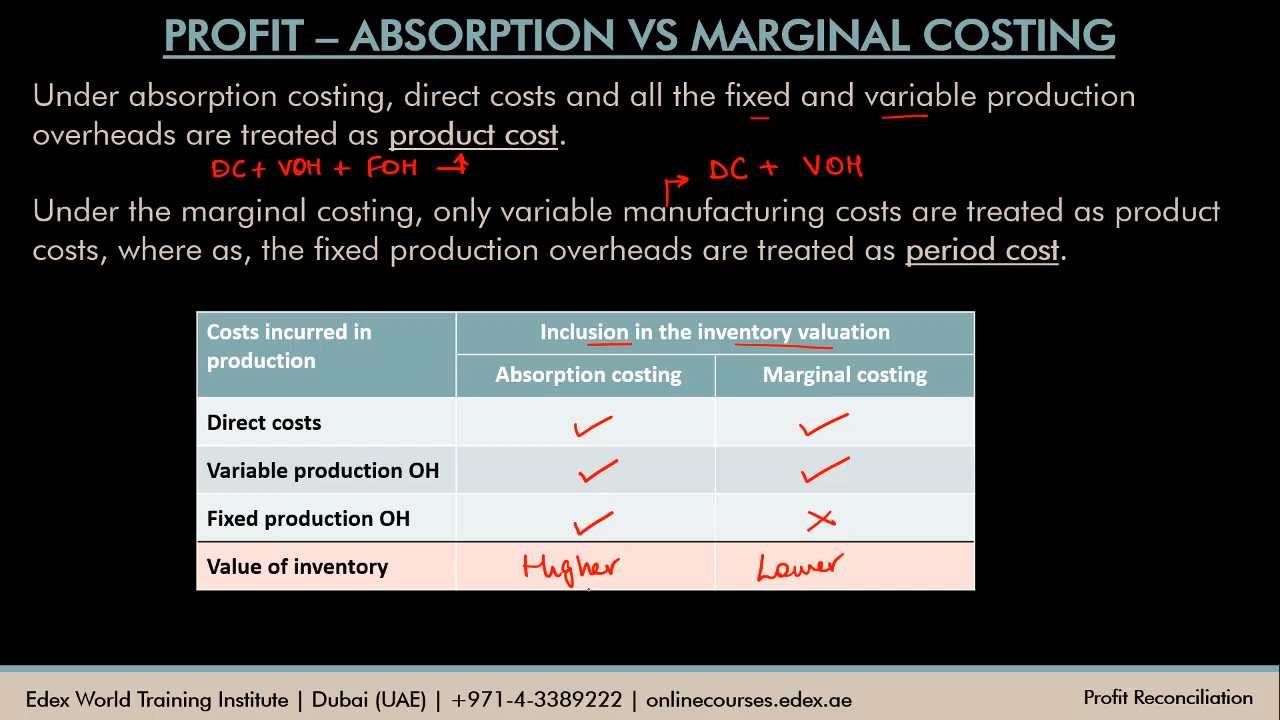 PROFIT – ABSORPTION VS MARGINAL COSTING
Under absorption costing, direct costs and all the fixed and variable production
overheads are treated as product cost.
DC + VOH + FOH →
DC + VOH
Under the marginal costing, only variable manufacturing costs are treated as product
costs, where as, the fixed production overheads are treated as period cost.
Costs incurred in
production
Inclusion in the inventory valuation
Absorption costing Marginal costing
Direct costs ✓ ✓
Variable production OH ✓ ✓
Fixed production OH ✓ ✗
Value of inventory Higher Lower
Edex World Training Institute | Dubai (UAE) | +971-4-3389222 | onlinecourses.edex.ae
Profit Reconciliation